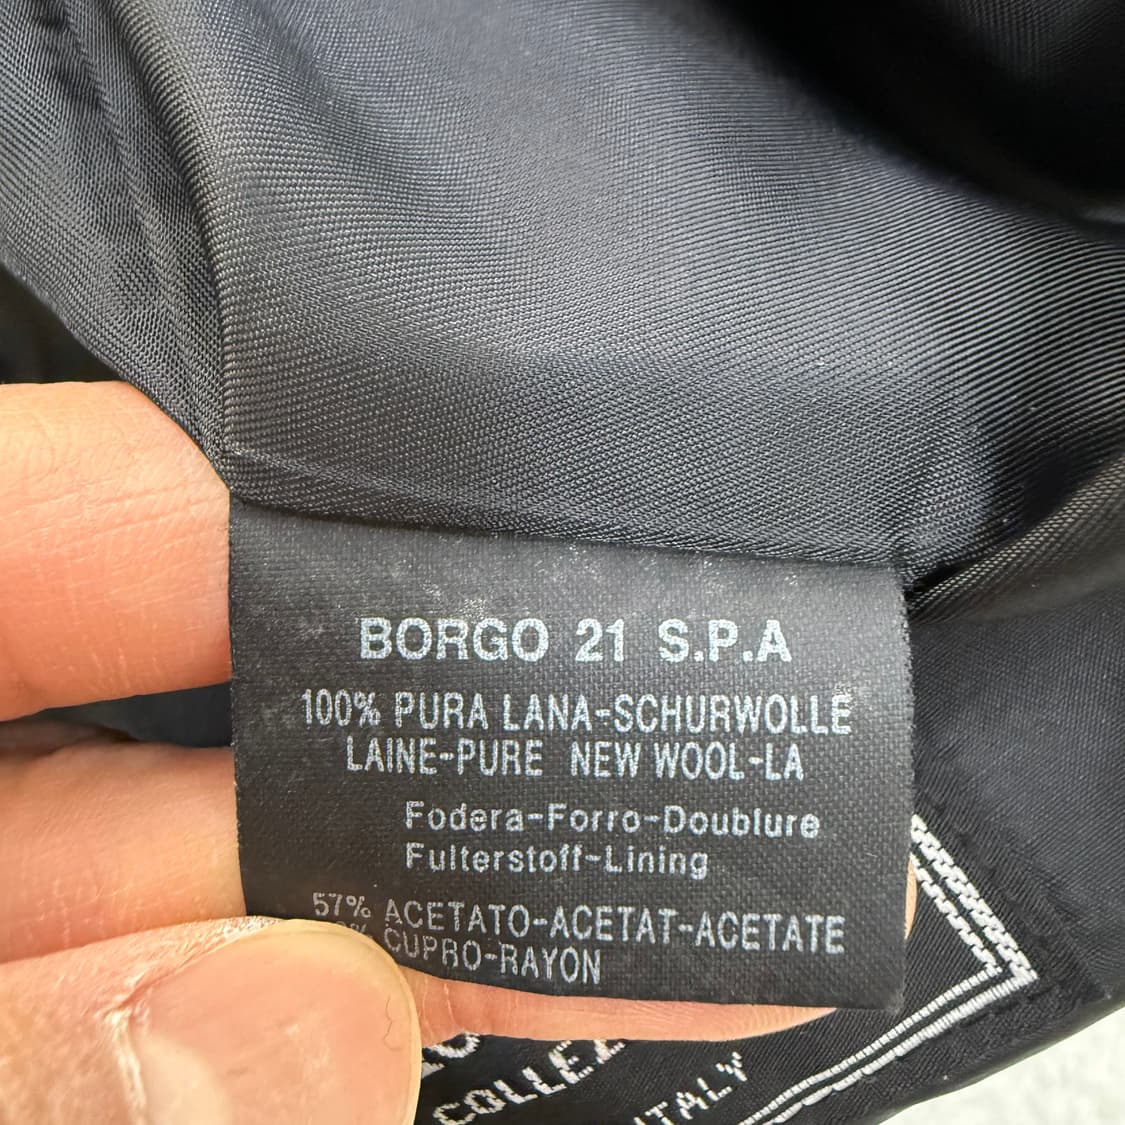 BORGO 21 S.P.A
100% PURA LANA-SCHURWOLLE
LAINE-PURE NEW WOOL-LA
Fodera-Forro-Doublure
Fulterstoff-Lining
57% ACETATO-ACETAT-ACETATE
% CUPRO-RAYON
ITALY